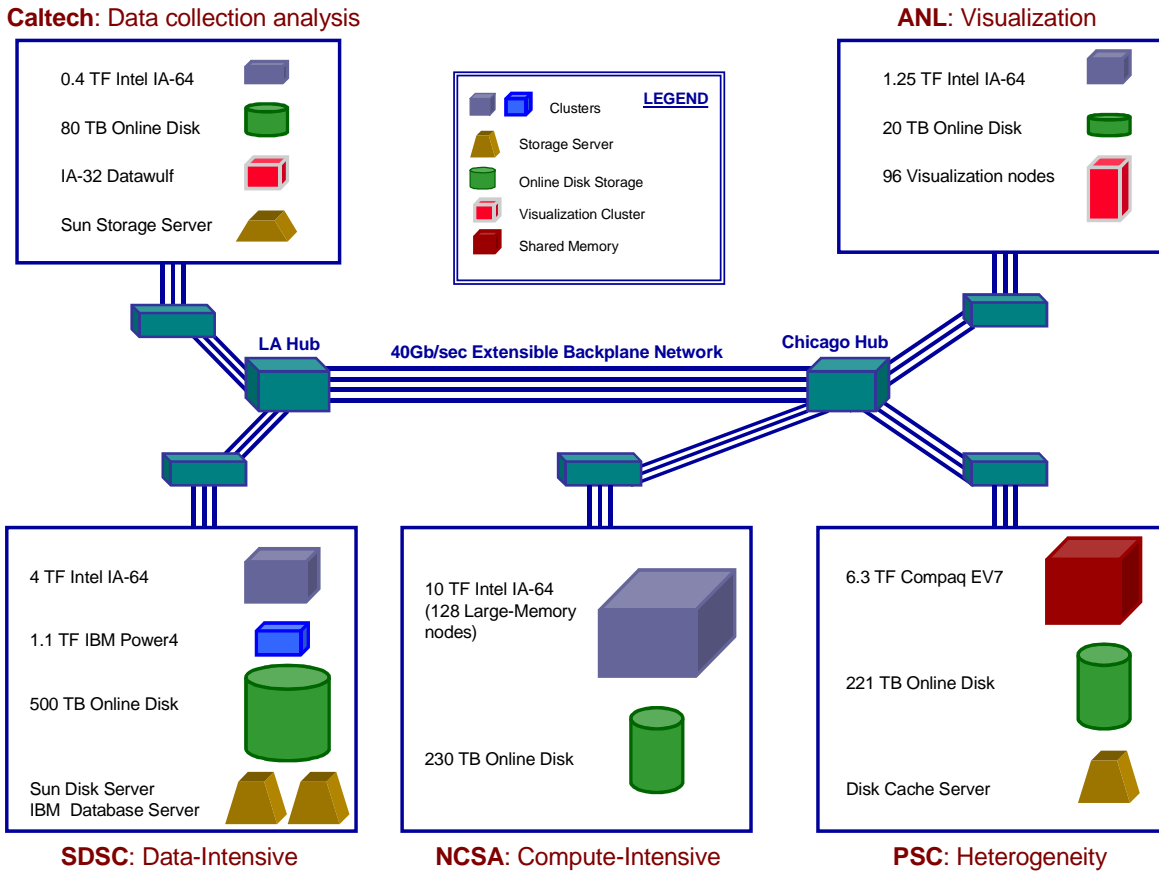 Caltech: Data collection analysis
0.4 TF Intel IA-64
80 TB Online Disk
IA-32 Datawulf
Sun Storage Server
LEGEND
Clusters
Storage Server
Online Disk Storage
Visualization Cluster
Shared Memory
ANL: Visualization
1.25 TF Intel IA-64
20 TB Online Disk
96 Visualization nodes
LA Hub
40Gb/sec Extensible Backplane Network
Chicago Hub
4 TF Intel IA-64
1.1 TF IBM Power4
500 TB Online Disk
Sun Disk Server
IBM Database Server
SDSC: Data-Intensive
10 TF Intel IA-64
(128 Large-Memory
nodes)
230 TB Online Disk
NCSA: Compute-Intensive
6.3 TF Compaq EV7
221 TB Online Disk
Disk Cache Server
PSC: Heterogeneity